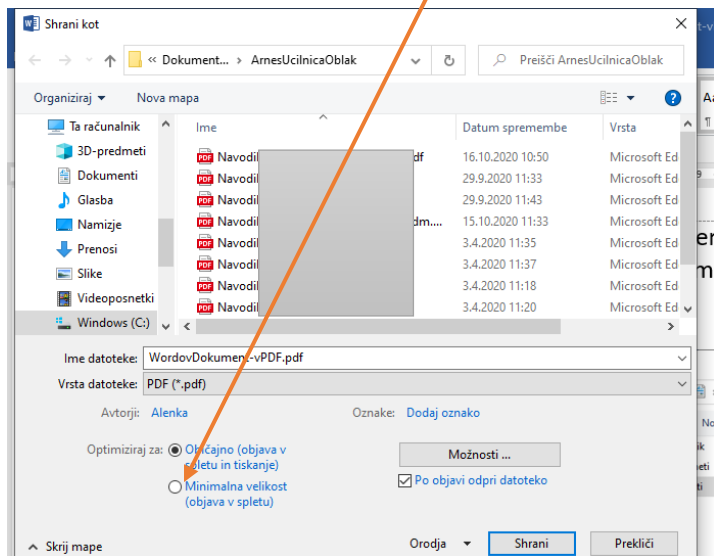 Shrani kot
« Dokument... > ArnesUcilnicaOblak
Preišči ArnesUcilnicaOblak
Organiziraj Nova mapa
Ta računalnik
3D-predmeti
Dokumenti
Glasba
Namizje
Prenosi
Slike
Videoposnetki
Windows (C:)
Ime Datum spremembe Vrsta
Navodil df 16.10.2020 10:50 Microsoft Ed
Navodil 29.9.2020 11:33 Microsoft Ed
Navodil 29.9.2020 11:43 Microsoft Ed
Navodil dm.... 15.10.2020 11:33 Microsoft Ed
Navodil 3.4.2020 11:35 Microsoft Ed
Navodil 3.4.2020 11:37 Microsoft Ed
Navodil 3.4.2020 11:18 Microsoft Ed
Navodil 3.4.2020 11:20 Microsoft Ed
Ime datoteke: WordovDokument-vPDF.pdf
Vrsta datoteke: PDF (*.pdf)
Avtorji: Alenka Oznake: Dodaj oznako
Optimiziraj za: Običajno (objava v
spletu in tiskanje)
Minimalna velikost
(objava v spletu)
Možnosti ...
Po objavi odpri datoteko
Skrij mape Orodja Shrani Prekliči